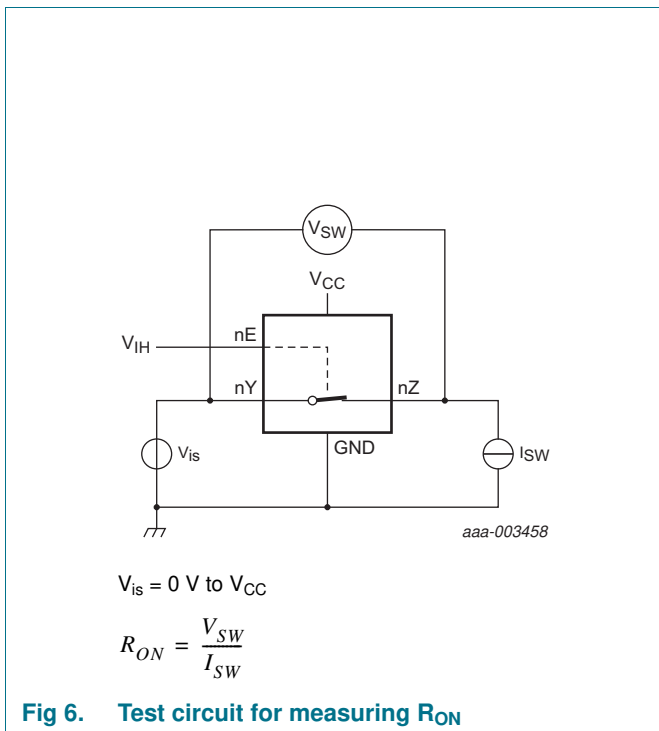 VSW
VCC
VIH
nE
nY
nZ
GND
Vis
ISW
aaa-003458
Vis = 0 V to VCC
RON = VSW / ISW
Fig 6. Test circuit for measuring RON